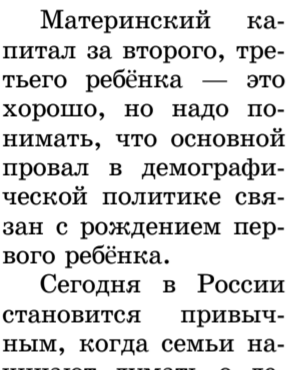 Материнский ка-
питал за второго, тре-
тьего ребёнка — это
хорошо, но надо по-
нимать, что основной
провал в демографи-
ческой политике свя-
зан с рождением пер-
вого ребёнка.
Сегодня в России
становится привыч-
ным, когда семьи на-